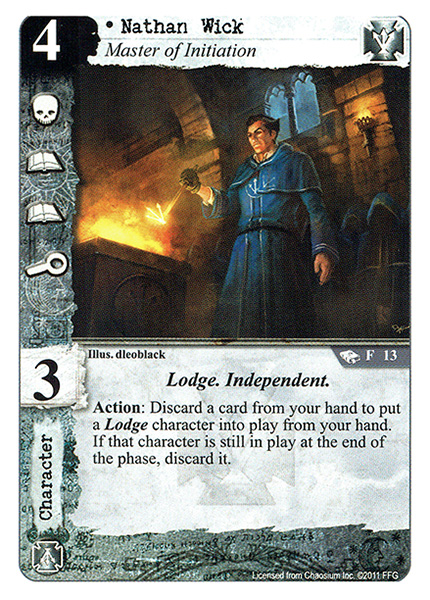 4
• Nathan Wick
Master of Initiation
Illus. dleoblack
F 13
3
Lodge. Independent.
Action: Discard a card from your hand to put
a Lodge character into play from your hand.
If that character is still in play at the end of
the phase, discard it.
Character
Licensed from Chaosium Inc. ©2011 FFG